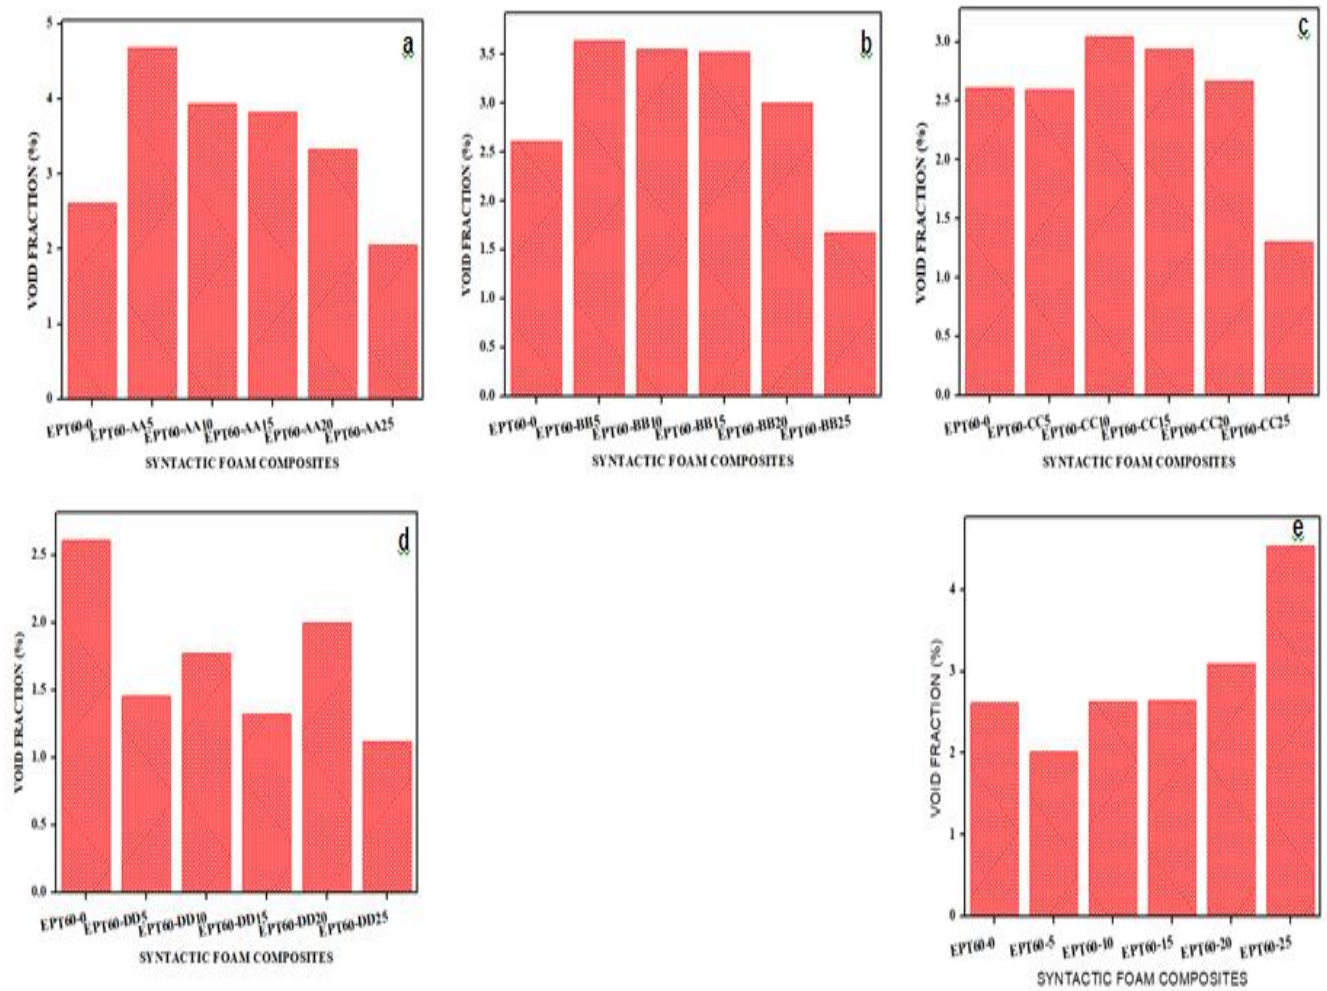 a
VOID FRACTION (%)
5
4
3
2
1
0
EPT60-0
EPT60-AA5
EPT60-AA10
EPT60-AA15
EPT60-AA20
EPT60-AA25
SYNTACTIC FOAM COMPOSITES
b
VOID FRACTION (%)
3.5
3.0
2.5
2.0
1.5
1.0
0.5
0.0
EPT60-0
EPT60-BB5
EPT60-BB10
EPT60-BB15
EPT60-BB20
EPT60-BB25
SYNTACTIC FOAM COMPOSITES
c
VOID FRACTION (%)
3.0
2.5
2.0
1.5
1.0
0.5
0.0
EPT60-0
EPT60-CC5
EPT60-CC10
EPT60-CC15
EPT60-CC20
EPT60-CC25
SYNTACTIC FOAM COMPOSITES
d
VOID FRACTION (%)
2.5
2.0
1.5
1.0
0.5
0.0
EPT60-0
EPT60-DD5
EPT60-DD10
EPT60-DD15
EPT60-DD20
EPT60-DD25
SYNTACTIC FOAM COMPOSITES
e
VOID FRACTION (%)
4
3
2
1
0
EPT60-0
EPT60-5
EPT60-10
EPT60-15
EPT60-20
EPT60-25
SYNTACTIC FOAM COMPOSITES